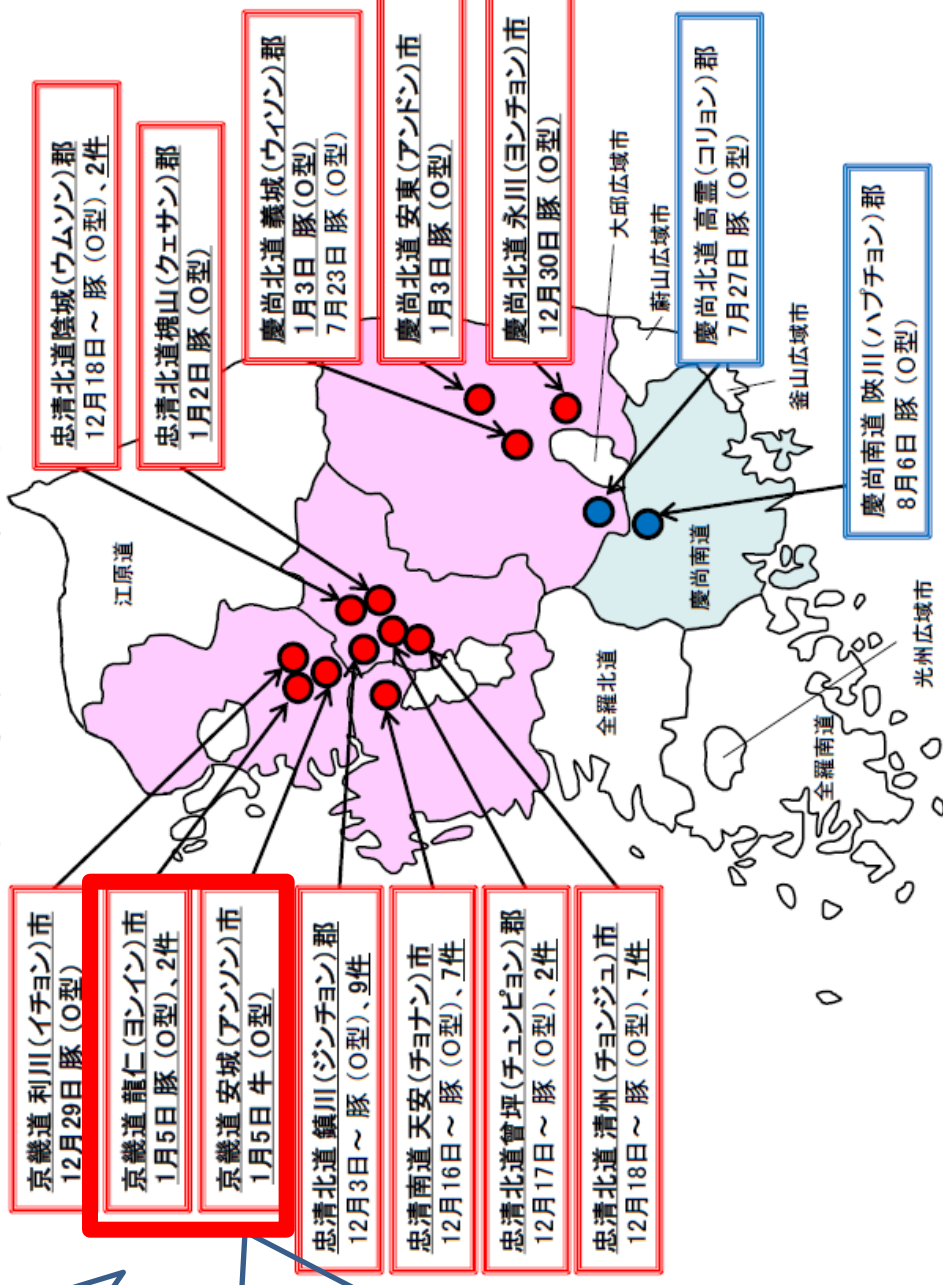 忠清北道陰城(ウムソン)郡
12月18日~ 豚 (O型)、2件
忠清北道槐山(クェサン)郡
1月2日 豚 (O型)
慶尚北道 義城(ウィソン)郡
1月3日 豚 (O型)
7月23日 豚 (O型)
慶尚北道 安東(アンドン)市
1月3日 豚 (O型)
慶尚北道 永川(ヨンチョン)市
12月30日 豚 (O型)
大邱広域市
蔚山広域市
慶尚北道 高霊(コリョン)郡
7月27日 豚 (O型)
釜山広域市
慶尚南道 陜川(ハプチョン)郡
8月6日 豚 (O型)
江原道
慶尚南道
全羅北道
全羅南道
光州広域市
京畿道 利川(イチョン)市
12月29日 豚 (O型)
京畿道 龍仁(ヨンイン)市
1月5日 豚 (O型)、2件
京畿道 安城(アンソン)市
1月5日 牛 (O型)
忠清北道 鎮川(ジンチョン)郡
12月3日~ 豚 (O型)、9件
忠清南道 天安(チョナン)市
12月16日~ 豚 (O型)、7件
忠清北道曾坪(チュンピョン)郡
12月17日~ 豚 (O型)、2件
忠清北道 清州(チョンジュ)市
12月18日~ 豚 (O型)、7件